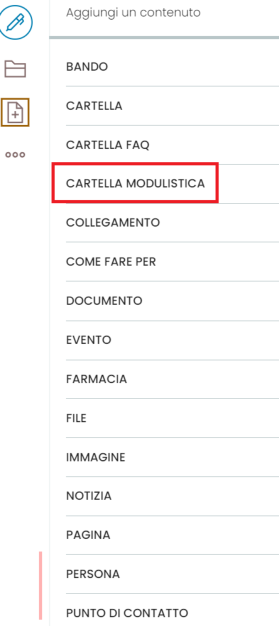 Aggiungi un contenuto
BANDO
CARTELLA
CARTELLA FAQ
CARTELLA MODULISTICA
COLLEGAMENTO
COME FARE PER
DOCUMENTO
EVENTO
FARMACIA
FILE
IMMAGINE
NOTIZIA
PAGINA
PERSONA
PUNTO DI CONTATTO